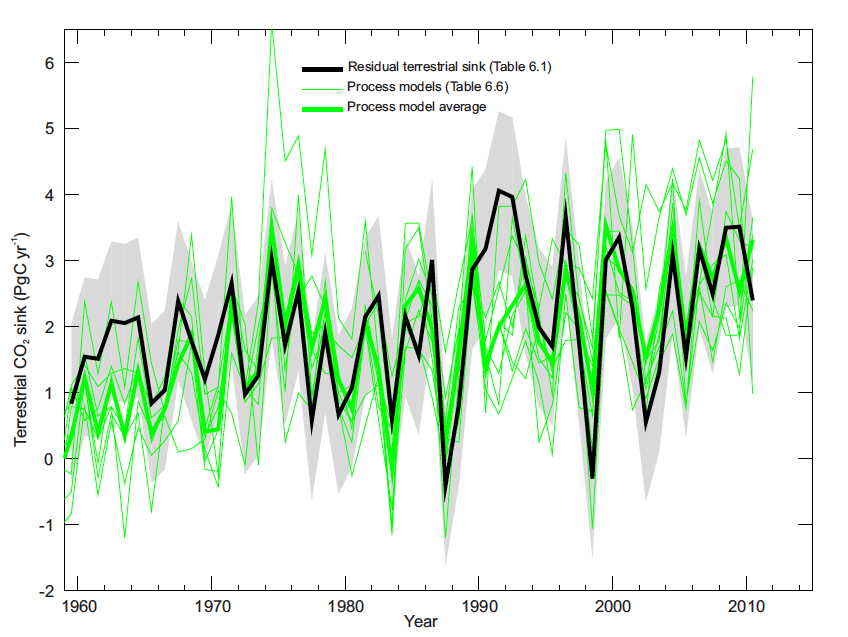 Residual terrestrial sink (Table 6.1)
Process models (Table 6.6)
Process model average
6
5
4
3
2
1
0
-1
-2
Terrestrial CO₂ sink (PgC yr⁻¹)
1960 1970 1980 1990 2000 2010
Year